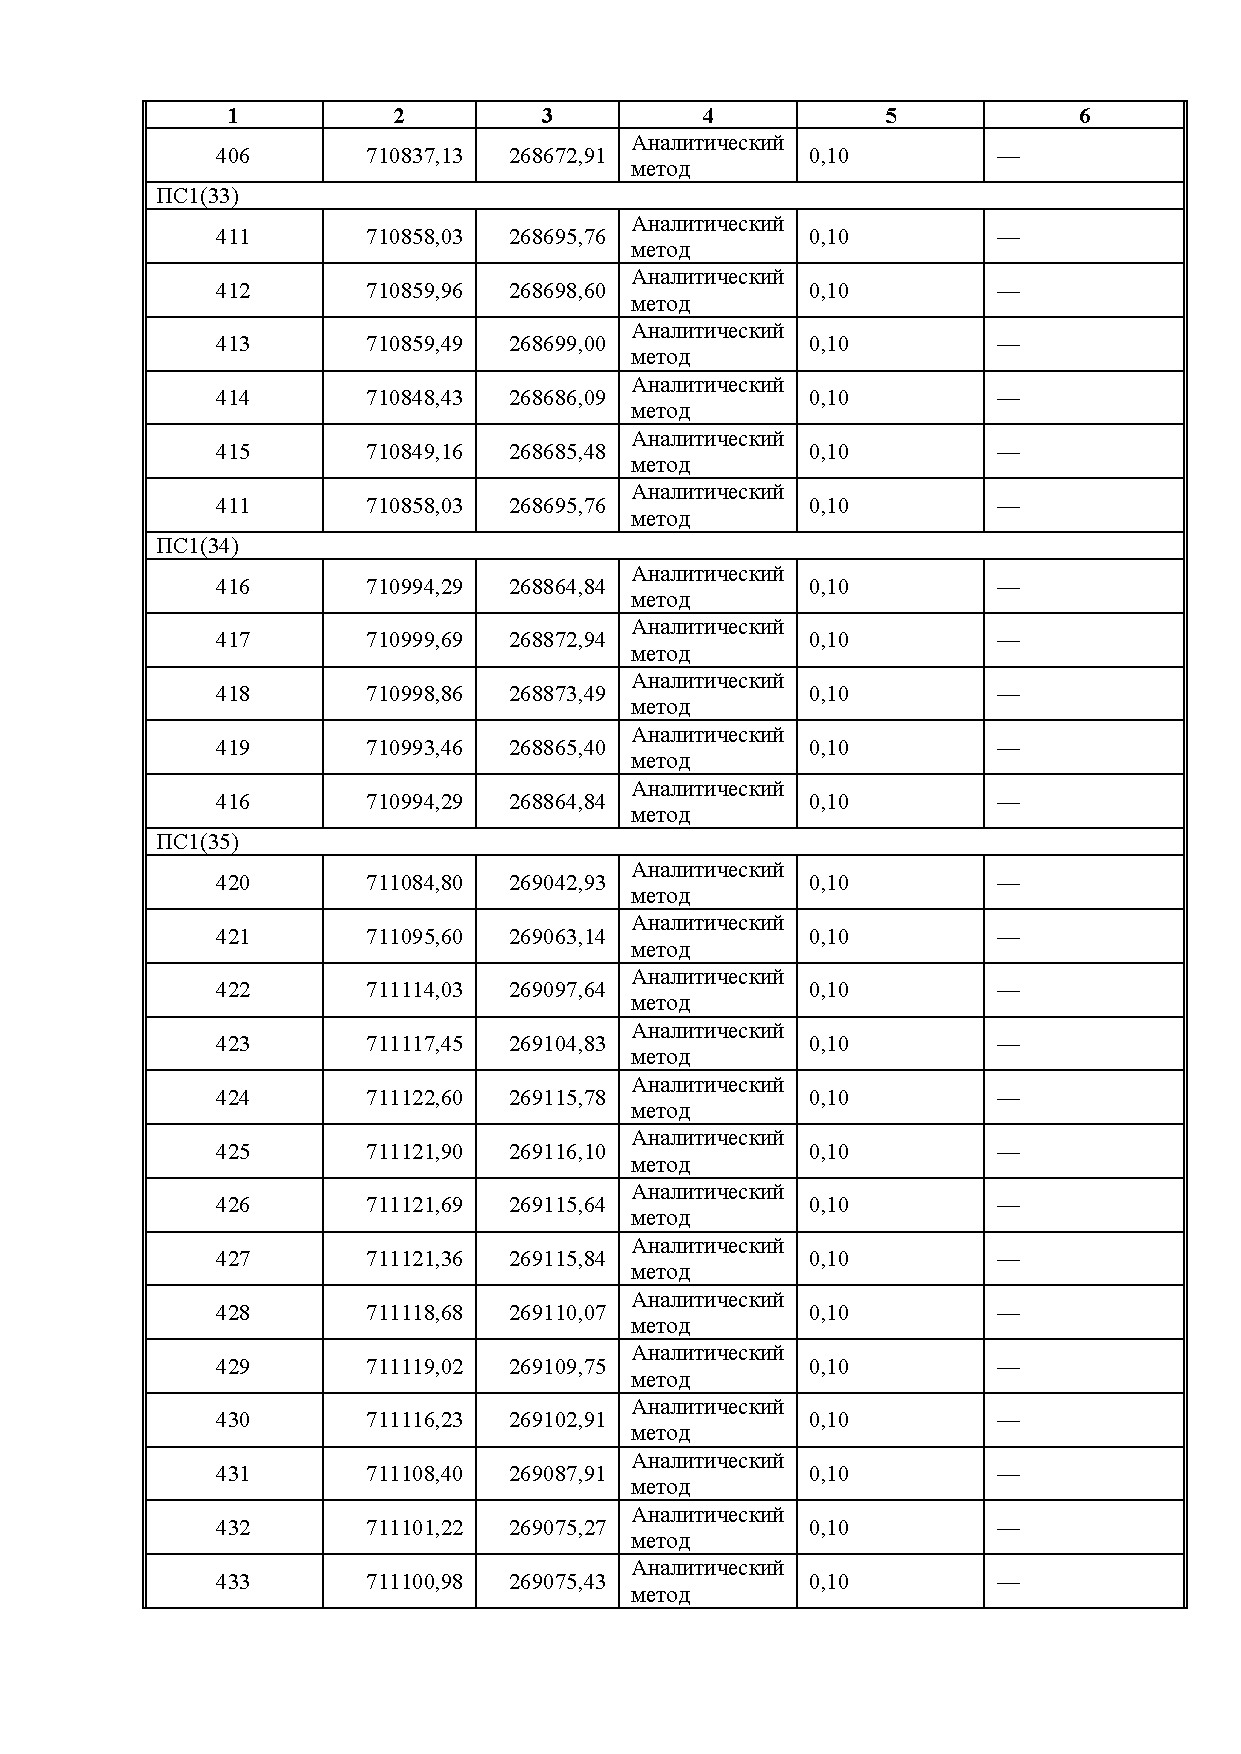 1 2 3 4 5 6
406 710837,13 268672,91 Аналитический метод 0,10 —
ПС1(33)
411 710858,03 268695,76 Аналитический метод 0,10 —
412 710859,96 268698,60 Аналитический метод 0,10 —
413 710859,49 268699,00 Аналитический метод 0,10 —
414 710848,43 268686,09 Аналитический метод 0,10 —
415 710849,16 268685,48 Аналитический метод 0,10 —
411 710858,03 268695,76 Аналитический метод 0,10 —
ПС1(34)
416 710994,29 268864,84 Аналитический метод 0,10 —
417 710999,69 268872,94 Аналитический метод 0,10 —
418 710998,86 268873,49 Аналитический метод 0,10 —
419 710993,46 268865,40 Аналитический метод 0,10 —
416 710994,29 268864,84 Аналитический метод 0,10 —
ПС1(35)
420 711084,80 269042,93 Аналитический метод 0,10 —
421 711095,60 269063,14 Аналитический метод 0,10 —
422 711114,03 269097,64 Аналитический метод 0,10 —
423 711117,45 269104,83 Аналитический метод 0,10 —
424 711122,60 269115,78 Аналитический метод 0,10 —
425 711121,90 269116,10 Аналитический метод 0,10 —
426 711121,69 269115,64 Аналитический метод 0,10 —
427 711121,36 269115,84 Аналитический метод 0,10 —
428 711118,68 269110,07 Аналитический метод 0,10 —
429 711119,02 269109,75 Аналитический метод 0,10 —
430 711116,23 269102,91 Аналитический метод 0,10 —
431 711108,40 269087,91 Аналитический метод 0,10 —
432 711101,22 269075,27 Аналитический метод 0,10 —
433 711100,98 269075,43 Аналитический метод 0,10 —